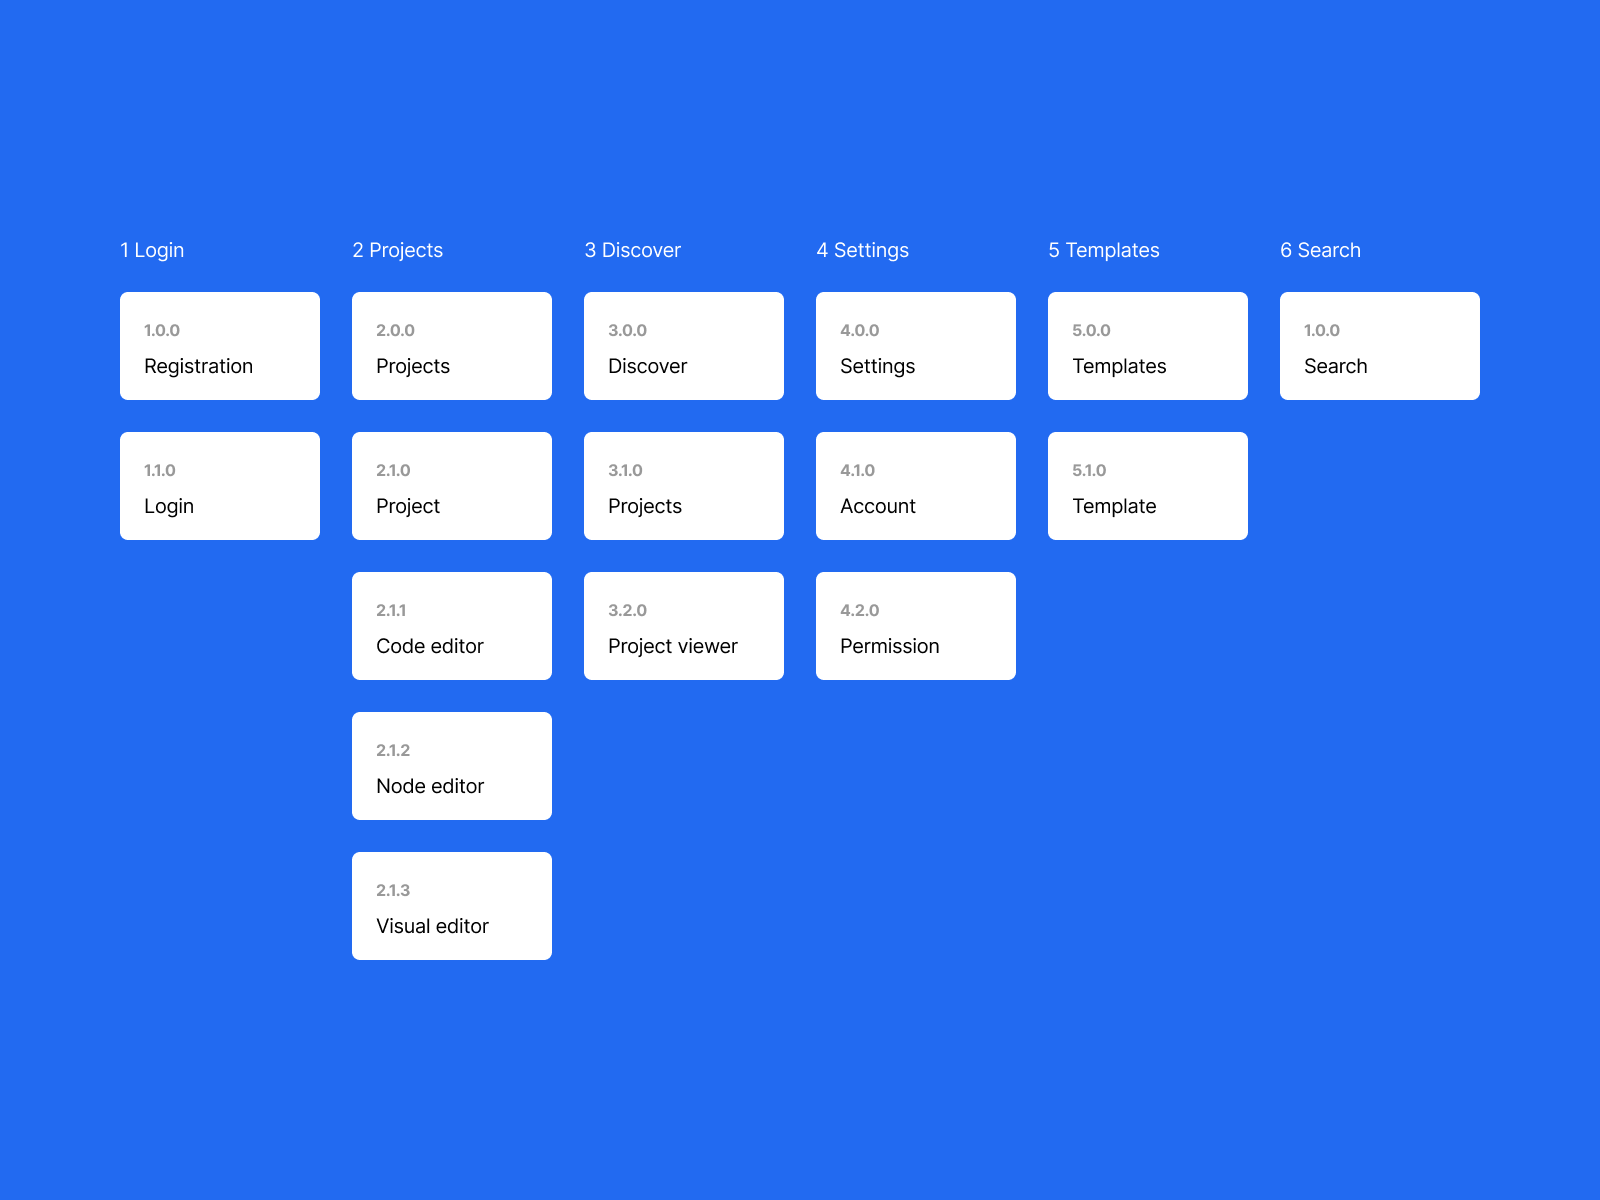 1 Login
1.0.0
Registration
1.1.0
Login
2 Projects
2.0.0
Projects
2.1.0
Project
2.1.1
Code editor
2.1.2
Node editor
2.1.3
Visual editor
3 Discover
3.0.0
Discover
3.1.0
Projects
3.2.0
Project viewer
4 Settings
4.0.0
Settings
4.1.0
Account
4.2.0
Permission
5 Templates
5.0.0
Templates
5.1.0
Template
6 Search
1.0.0
Search